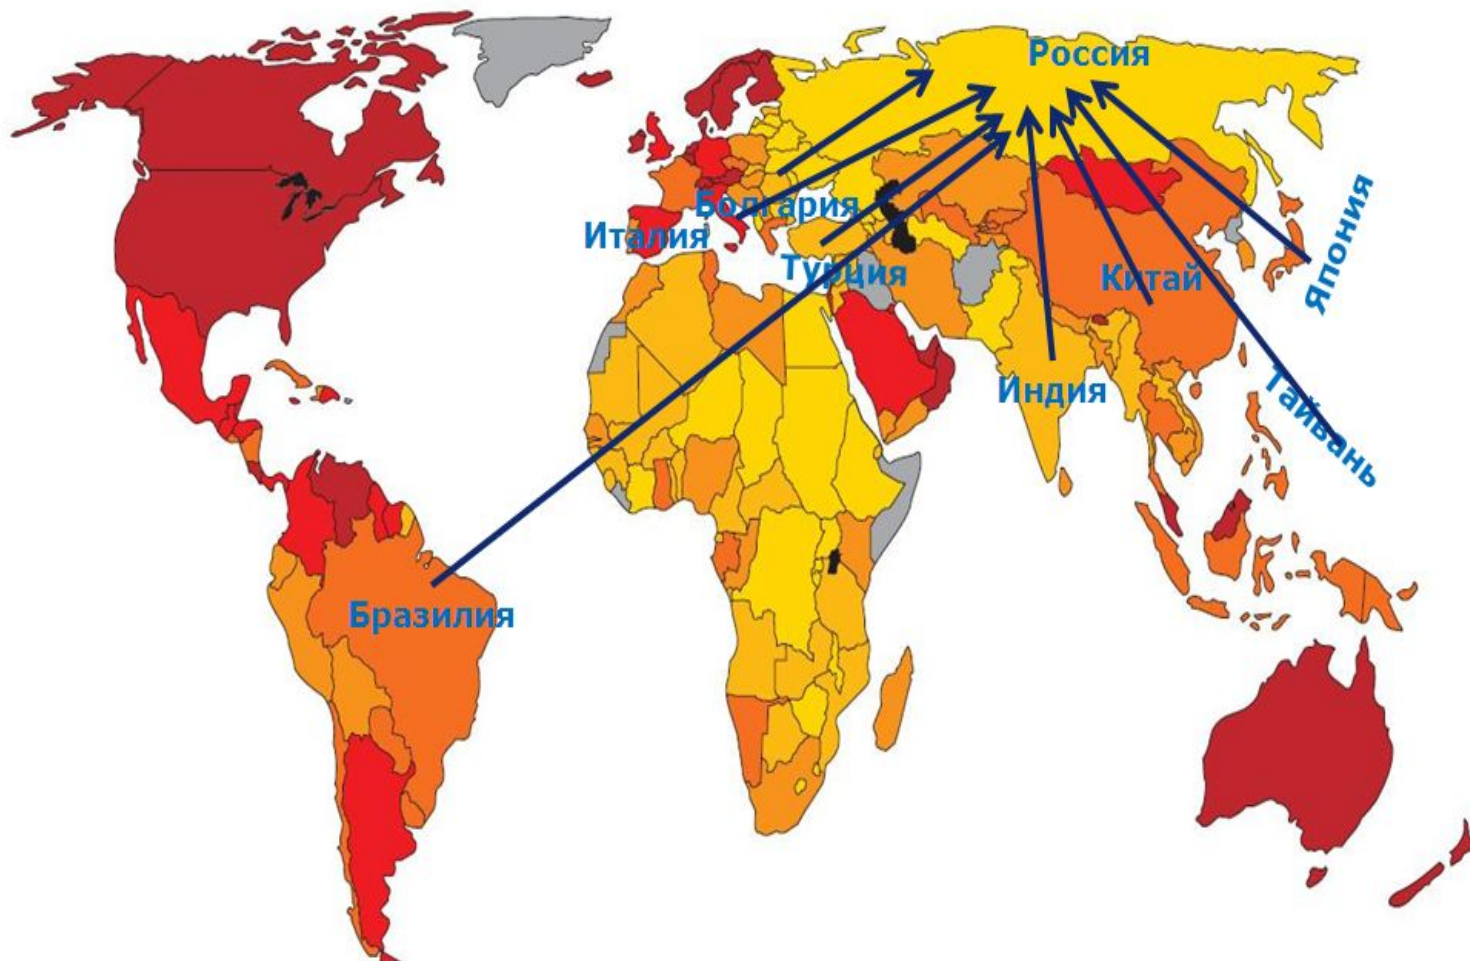 Россия
Болгария
Италия
Турция
Китай
Япония
Индия
Тайвань
Бразилия